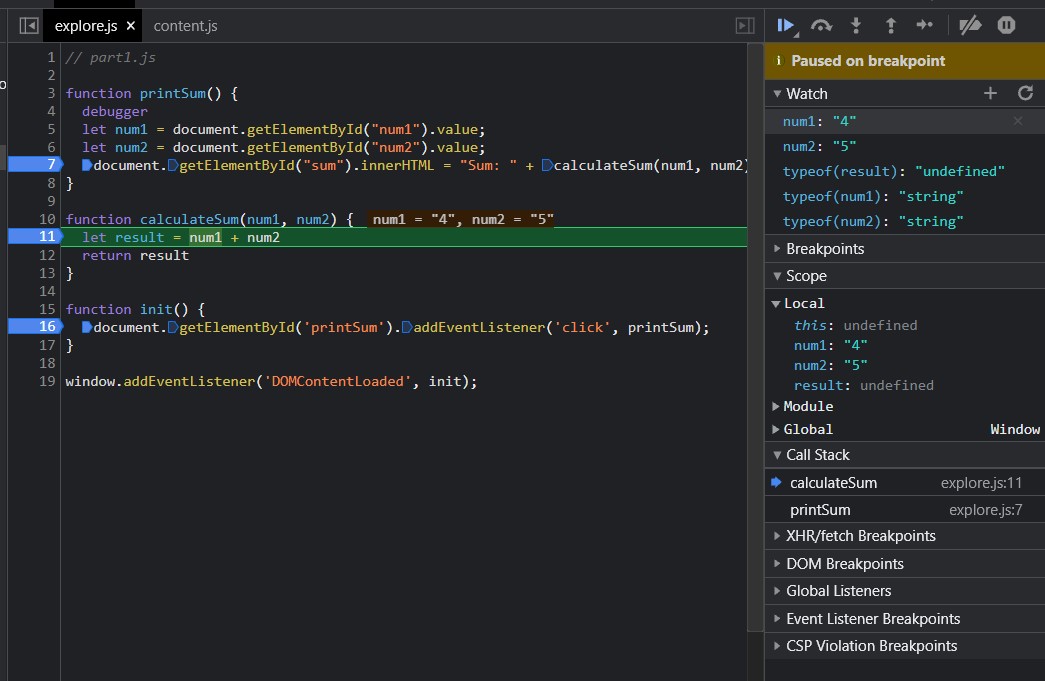 explore.js × content.js
1 // part1.js
2
3 function printSum() {
4 debugger
5 let num1 = document.getElementById("num1").value;
6 let num2 = document.getElementById("num2").value;
7 document.getElementById("sum").innerHTML = "Sum: " + calculateSum(num1, num2)
8 }
9
10 function calculateSum(num1, num2) { num1 = "4", num2 = "5"
11 let result = num1 + num2
12 return result
13 }
14
15 function init() {
16 document.getElementById('printSum').addEventListener('click', printSum);
17 }
18
19 window.addEventListener('DOMContentLoaded', init);
Paused on breakpoint
Watch
num1: "4"
num2: "5"
typeof(result): "undefined"
typeof(num1): "string"
typeof(num2): "string"
Breakpoints
Scope
Local
this: undefined
num1: "4"
num2: "5"
result: undefined
Module
Global Window
Call Stack
calculateSum explore.js:11
printSum explore.js:7
XHR/fetch Breakpoints
DOM Breakpoints
Global Listeners
Event Listener Breakpoints
CSP Violation Breakpoints